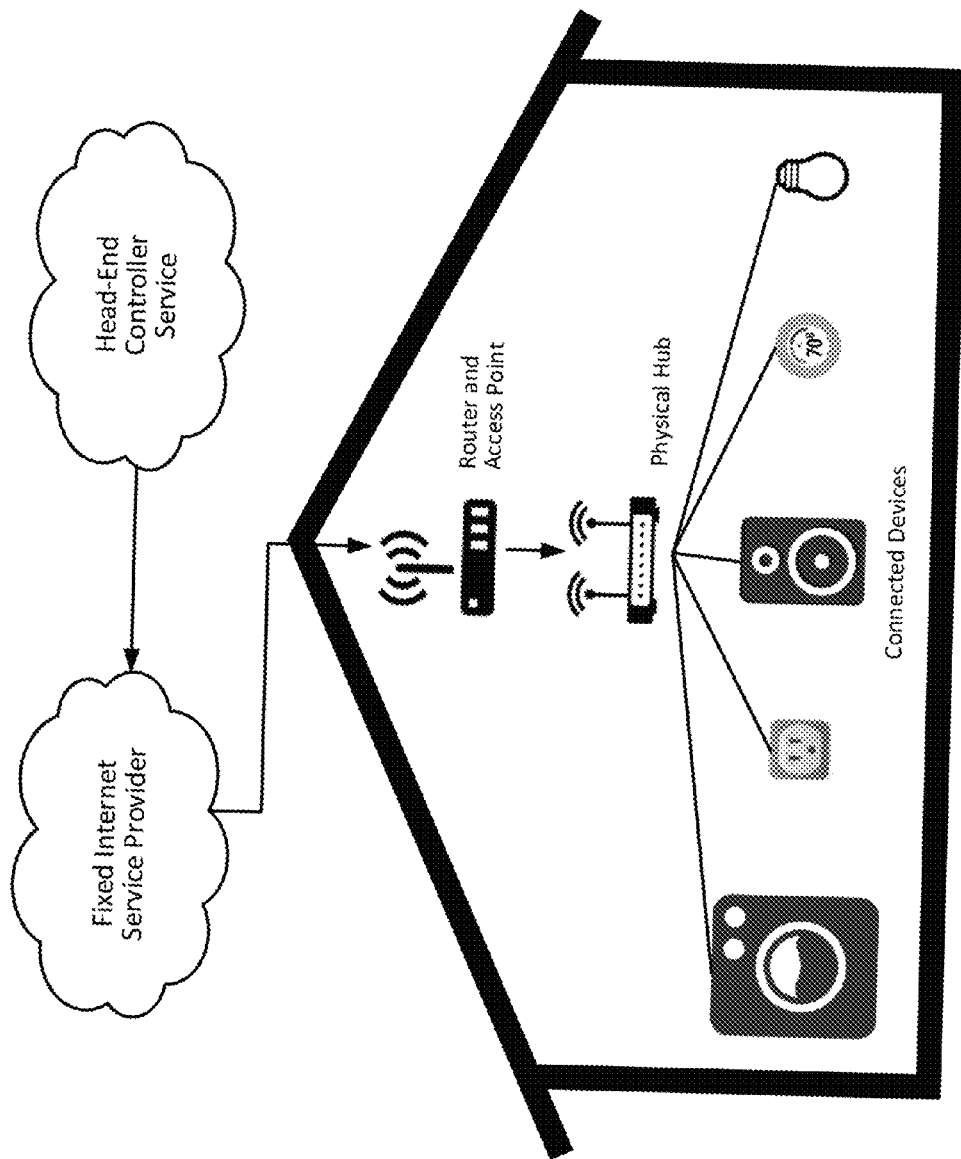 Fixed Internet
Service Provider
Head-End
Controller
Service
Router and
Access Point
Physical Hub
70°
Connected Devices